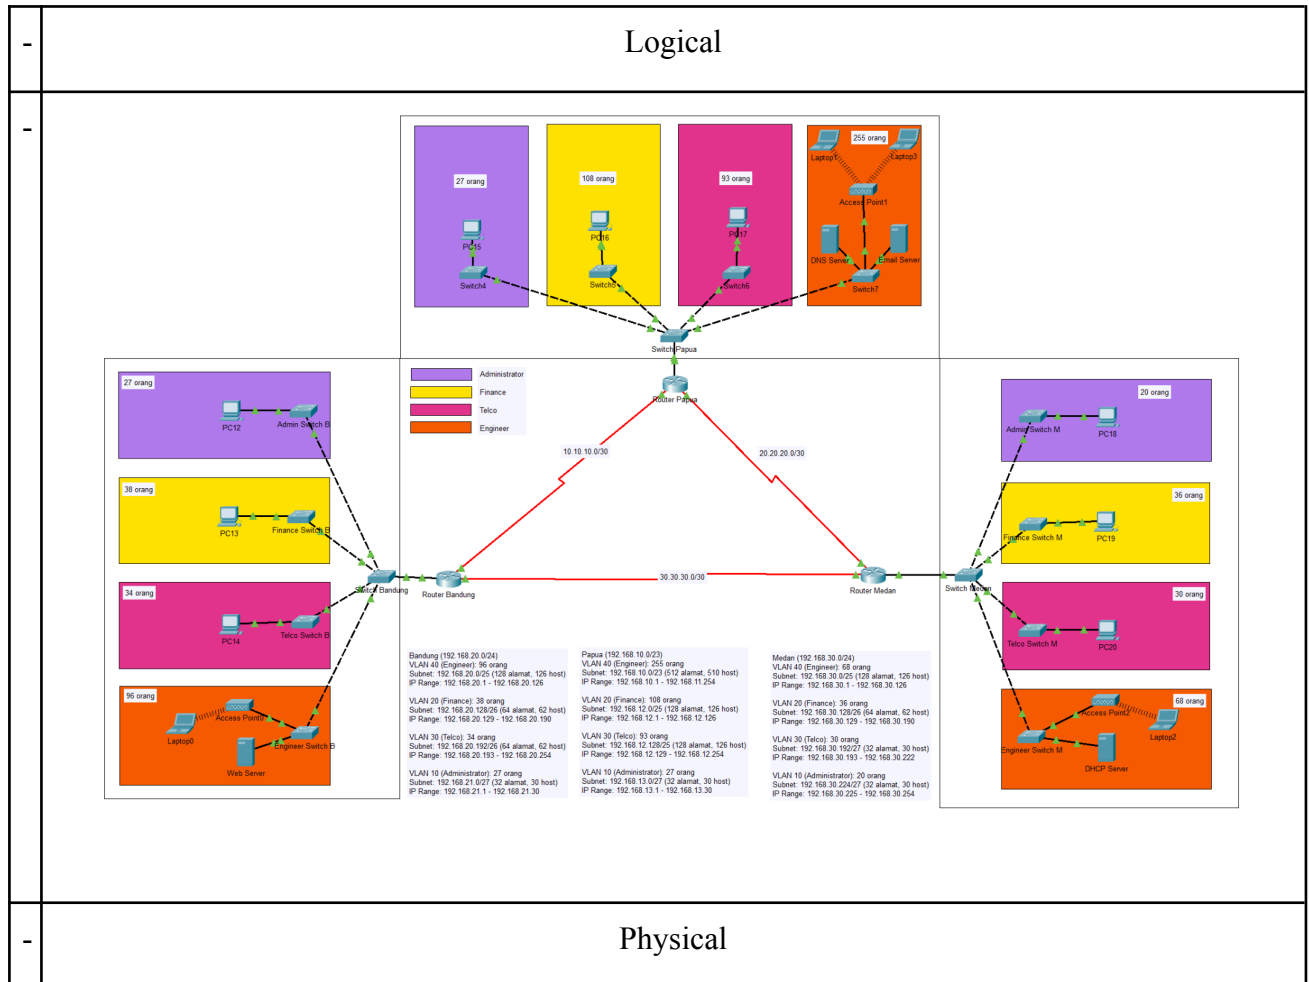 -
Logical
-
27 orang
108 orang
93 orang
255 orang
Laptop1
Laptop3
Access Point1
PC15
PC16
PC17
DNS Server
Email Server
Switch4
Switch5
Switch6
Switch7
Switch Papua
Router Papua
Administrator
Finance
Telco
Engineer
27 orang
PC12
Admin Switch B
38 orang
PC13
Finance Switch B
34 orang
PC14
Telco Switch B
96 orang
Access Point0
Laptop0
Engineer Switch B
Web Server
Switch Bandung
Router Bandung
10.10.10.0/30
20.20.20.0/30
30.30.30.0/30
Router Medan
Switch Medan
20 orang
Admin Switch M
PC18
36 orang
Finance Switch M
PC19
30 orang
Telco Switch M
PC20
68 orang
Access Point2
Laptop2
Engineer Switch M
DHCP Server
Bandung (192.168.20.0/24)
VLAN 40 (Engineer): 96 orang
Subnet: 192.168.20.0/25 (128 alamat, 126 host)
IP Range: 192.168.20.1 - 192.168.20.126
VLAN 20 (Finance): 38 orang
Subnet: 192.168.20.128/26 (64 alamat, 62 host)
IP Range: 192.168.20.129 - 192.168.20.190
VLAN 30 (Telco): 34 orang
Subnet: 192.168.20.192/26 (64 alamat, 62 host)
IP Range: 192.168.20.193 - 192.168.20.254
VLAN 10 (Administrator): 27 orang
Subnet: 192.168.21.0/27 (32 alamat, 30 host)
IP Range: 192.168.21.1 - 192.168.21.30
Papua (192.168.10.0/23)
VLAN 40 (Engineer): 255 orang
Subnet: 192.168.10.0/23 (512 alamat, 510 host)
IP Range: 192.168.10.1 - 192.168.11.254
VLAN 20 (Finance): 108 orang
Subnet: 192.168.12.0/25 (128 alamat, 126 host)
IP Range: 192.168.12.1 - 192.168.12.126
VLAN 30 (Telco): 93 orang
Subnet: 192.168.12.128/25 (128 alamat, 126 host)
IP Range: 192.168.12.129 - 192.168.12.254
VLAN 10 (Administrator): 27 orang
Subnet: 192.168.13.0/27 (32 alamat, 30 host)
IP Range: 192.168.13.1 - 192.168.13.30
Medan (192.168.30.0/24)
VLAN 40 (Engineer): 68 orang
Subnet: 192.168.30.0/25 (128 alamat, 126 host)
IP Range: 192.168.30.1 - 192.168.30.126
VLAN 20 (Finance): 36 orang
Subnet: 192.168.30.128/26 (64 alamat, 62 host)
IP Range: 192.168.30.129 - 192.168.30.190
VLAN 30 (Telco): 30 orang
Subnet: 192.168.30.192/27 (32 alamat, 30 host)
IP Range: 192.168.30.193 - 192.168.30.222
VLAN 10 (Administrator): 20 orang
Subnet: 192.168.30.224/27 (32 alamat, 30 host)
IP Range: 192.168.30.225 - 192.168.30.254
-
Physical